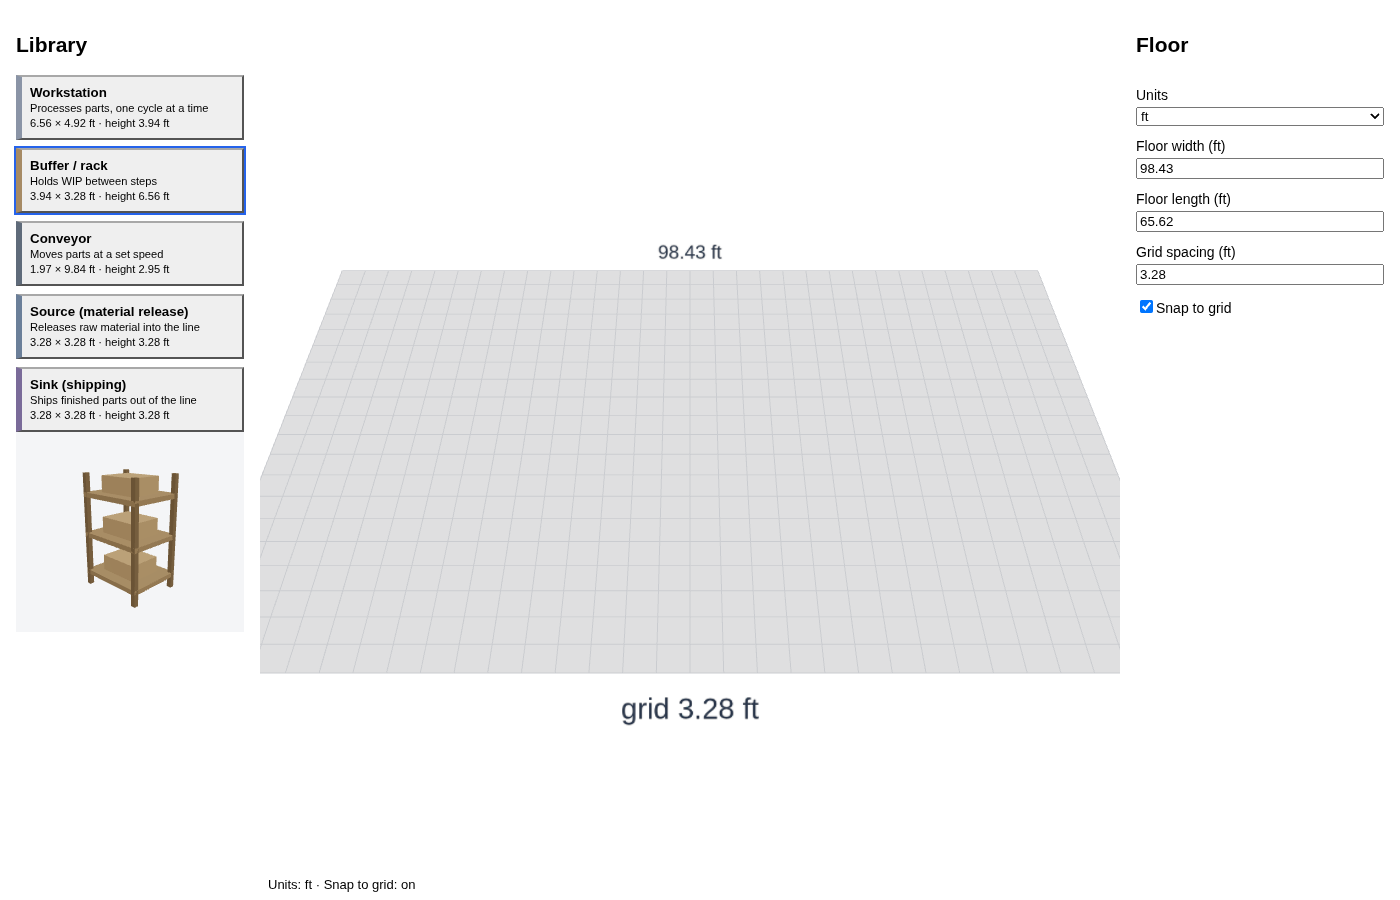 Library
Workstation
Processes parts, one cycle at a time
6.56 × 4.92 ft · height 3.94 ft
Buffer / rack
Holds WIP between steps
3.94 × 3.28 ft · height 6.56 ft
Conveyor
Moves parts at a set speed
1.97 × 9.84 ft · height 2.95 ft
Source (material release)
Releases raw material into the line
3.28 × 3.28 ft · height 3.28 ft
Sink (shipping)
Ships finished parts out of the line
3.28 × 3.28 ft · height 3.28 ft
98.43 ft
grid 3.28 ft
Units: ft · Snap to grid: on
Floor
Units
ft
Floor width (ft)
98.43
Floor length (ft)
65.62
Grid spacing (ft)
3.28
Snap to grid